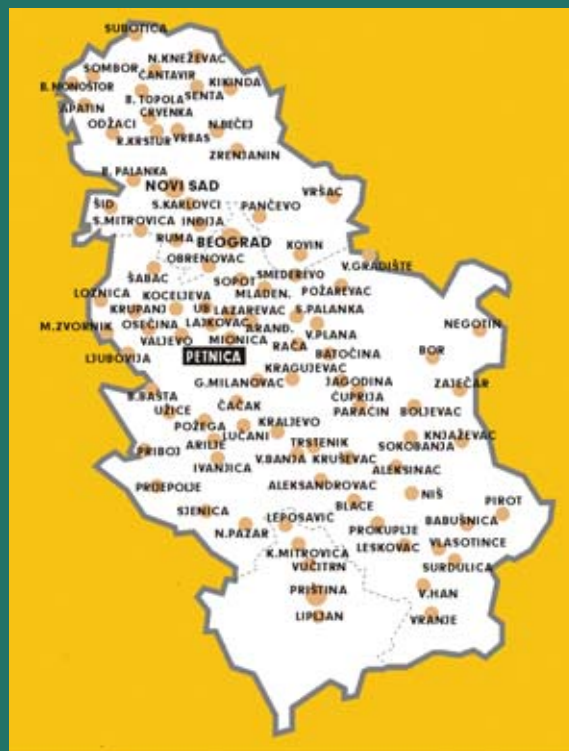 SUBOTICA
N.KNEŽEVAC
SOMBOR
ČANTAVIR
KIKINDA
B. MONOŠTOR
SENTA
B. TOPOLA
APATIN
CRVENKA
ODŽACI
N.BEČEJ
R.KRSTUR
VRBAS
ZRENJANIN
B. PALANKA
NOVI SAD
VRŠAC
ŠID
S.KARLOVCI
PANČEVO
S.MITROVICA
INĐIJA
RUMA
BEOGRAD
KOVIN
OBRENOVAC
V.GRADIŠTE
ŠABAC
SOPOT
SMEDEREVO
LOZNICA
KOCELJEVA
MLADEN.
POŽAREVAC
KRUPANJ
UB
LAZAREVAC
S.PALANKA
M.ZVORNIK
OSEČINA
LAJKOVAC
ARANĐ.
NEGOTIN
VALJEVO
MIONICA
V.PLANA
RAČA
LJUBOVIJA
PETNICA
BATOČINA
BOR
KRAGUJEVAC
G.MILANOVAC
JAGODINA
ZAJEČAR
B.BAŠTA
ĆUPRIJA
ČAČAK
UŽICE
PARAĆIN
BOLJEVAC
POŽEGA
LUČANI
KRALJEVO
KNJAŽEVAC
ARILJE
TRSTENIK
SOKOBANJA
PRIBOJ
V.BANJA
KRUŠEVAC
IVANJICA
ALEKSINAC
PRIJEPOLJE
ALEKSANDROVAC
NIŠ
BLACE
PIROT
SJENICA
LEPOSAVIĆ
BABUŠNICA
N.PAZAR
PROKUPLJE
K.MITROVICA
LESKOVAC
VLASOTINCE
VUČITRN
SURDULICA
PRIŠTINA
V.HAN
LIPLJAN
VRANJE